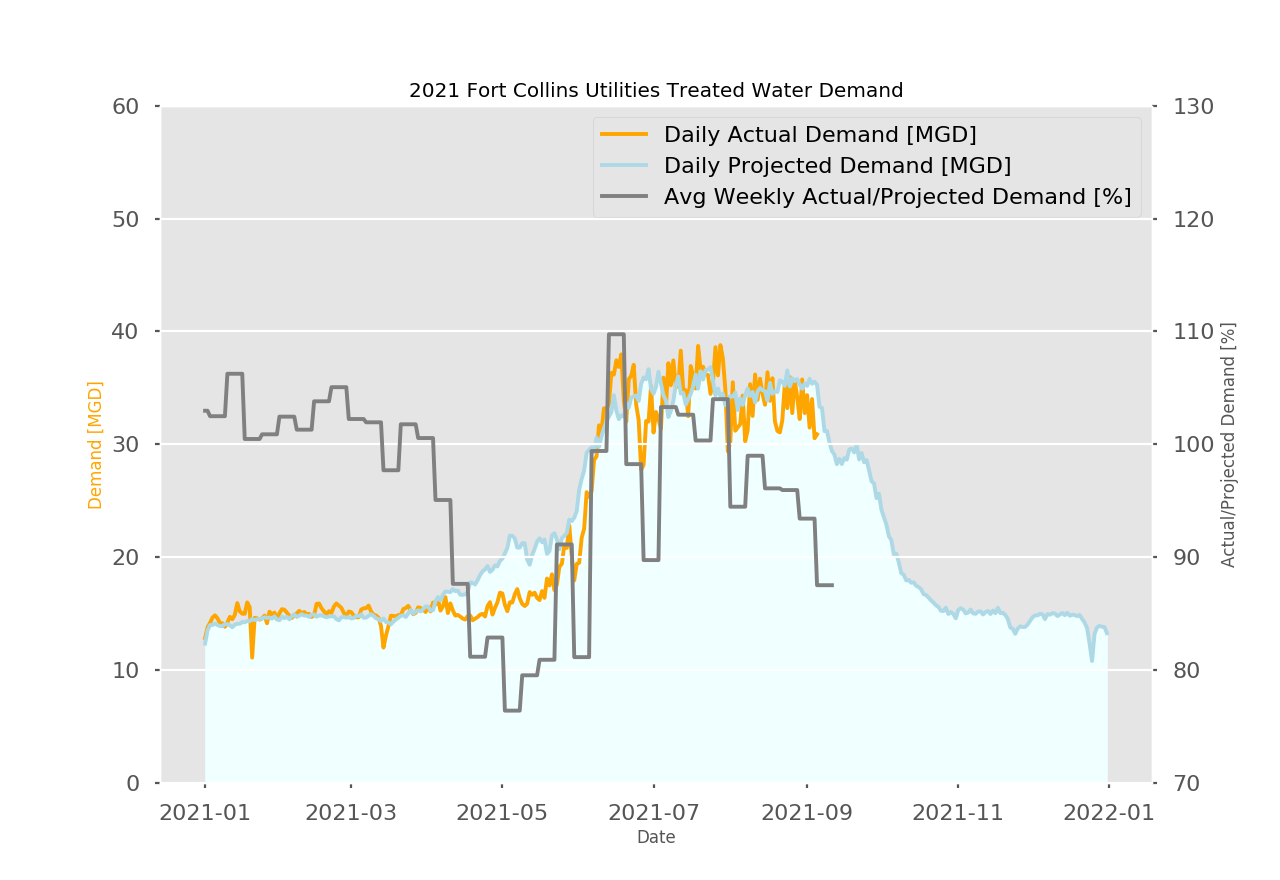 2021 Fort Collins Utilities Treated Water Demand
Daily Actual Demand [MGD]
Daily Projected Demand [MGD]
Avg Weekly Actual/Projected Demand [%]
Demand [MGD]
60
50
40
30
20
10
0
130
120
110
100
90
80
70
Actual/Projected Demand [%]
2021-01 2021-03 2021-05 2021-07 2021-09 2021-11 2022-01
Date